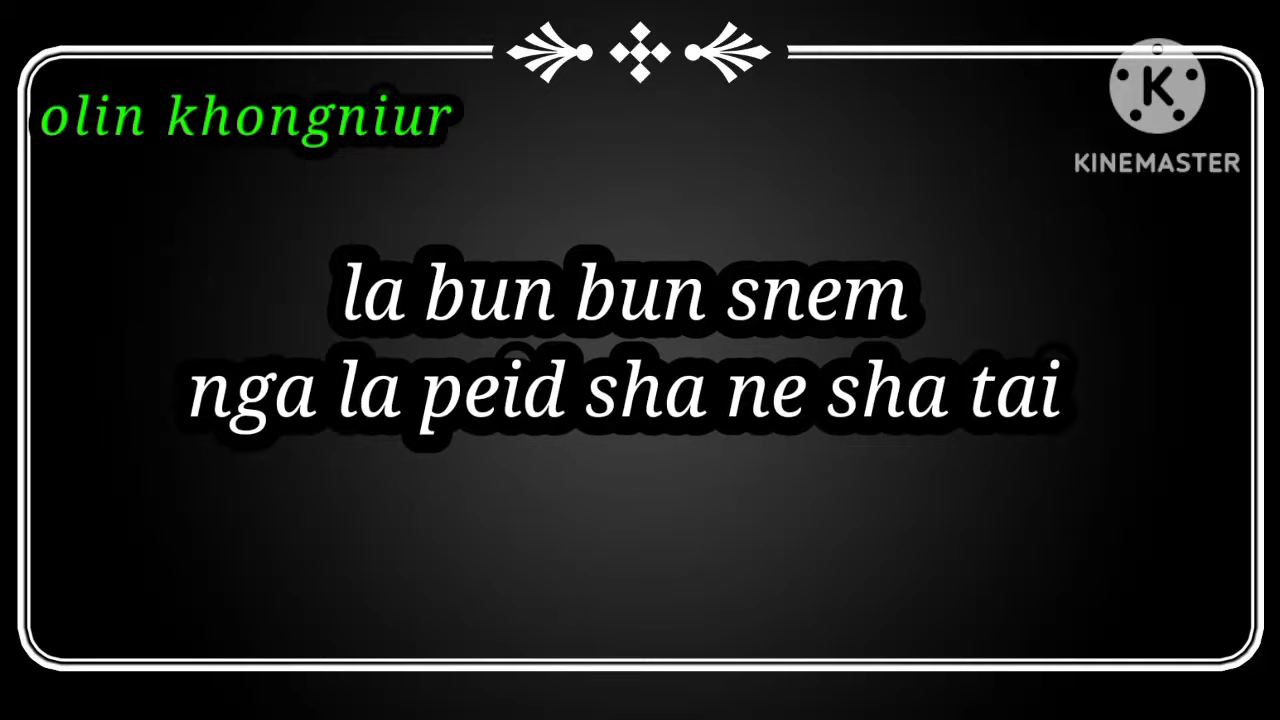 olin khongniur
K
KINEMASTER
la bun bun snem
nga la peid sha ne sha tai